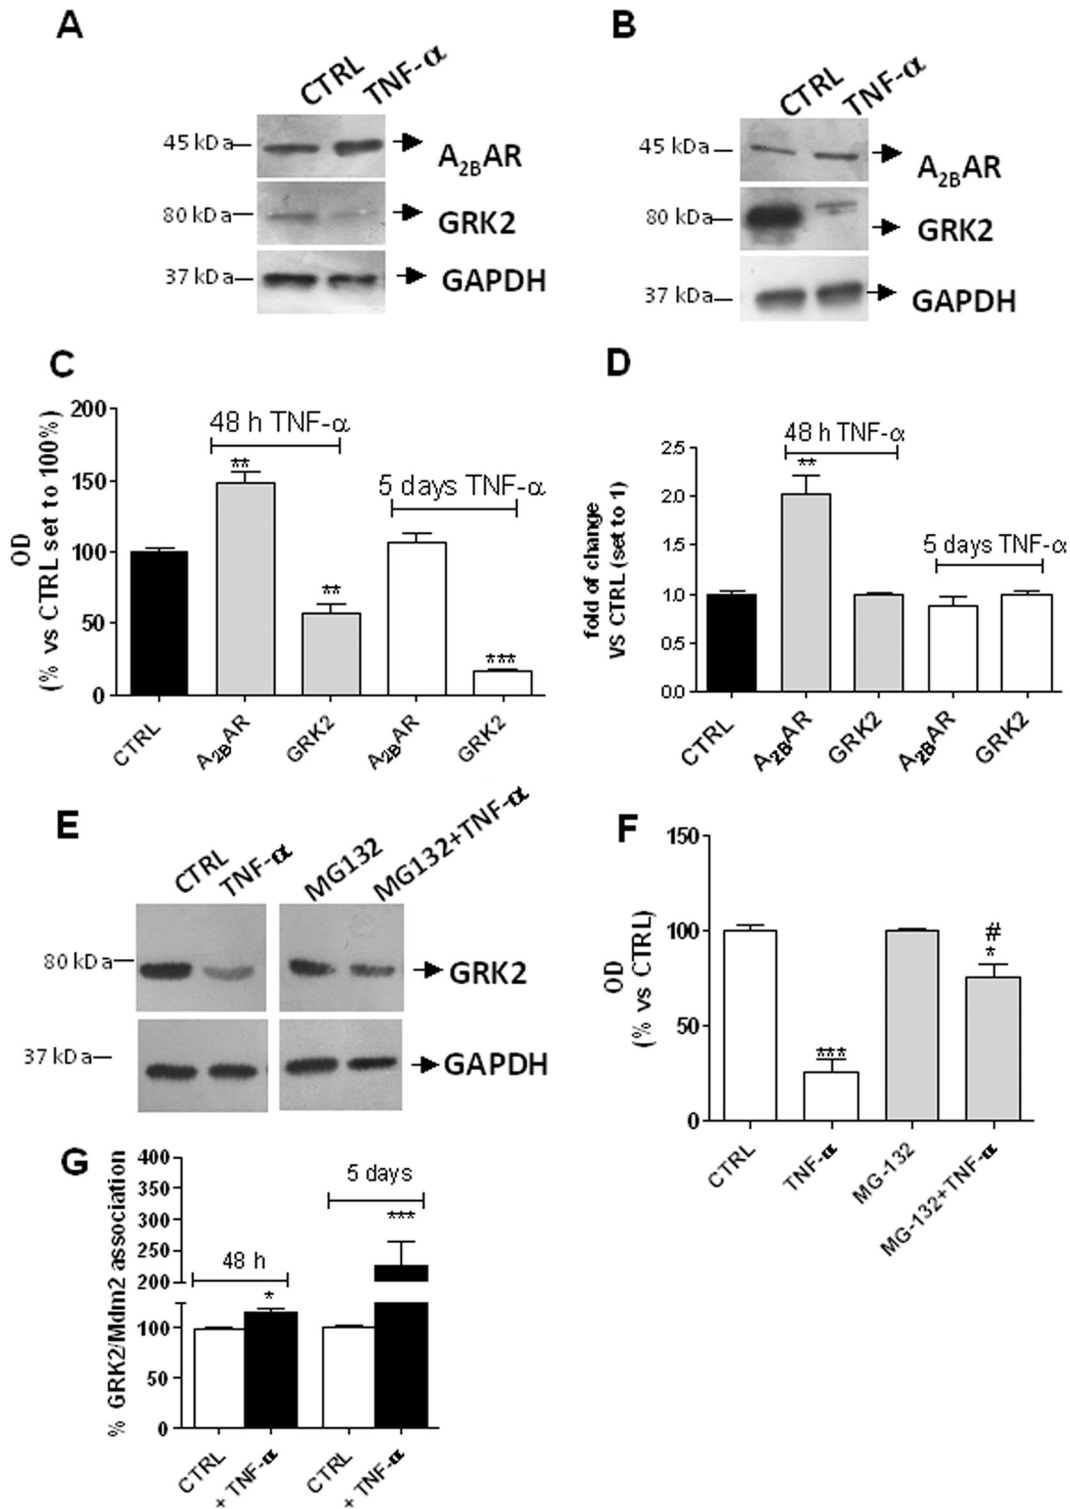 A
CTRL
TNF-α
45 kDa
A2BAR
80 kDa
GRK2
37 kDa
GAPDH
B
CTRL
TNF-α
45 kDa
A2BAR
80 kDa
GRK2
37 kDa
GAPDH
C
OD
(% vs CTRL set to 100%)
200
150
100
50
0
48 h TNF-α
**
**
5 days TNF-α
***
CTRL
A2BAR
GRK2
A2BAR
GRK2
D
fold of change
VS CTRL (set to 1)
2.5
2.0
1.5
1.0
0.5
0.0
48 h TNF-α
**
5 days TNF-α
CTRL
A2BAR
GRK2
A2BAR
GRK2
E
CTRL
TNF-α
MG132
MG132+TNF-α
80 kDa
GRK2
37 kDa
GAPDH
F
OD
(% vs CTRL)
150
100
50
0
***
#
*
CTRL
TNF-α
MG-132
MG-132+TNF-α
G
% GRK2/Mdm2 association
400
350
300
250
200
100
50
0
48 h
*
5 days
***
CTRL
+ TNF-α
CTRL
+ TNF-α